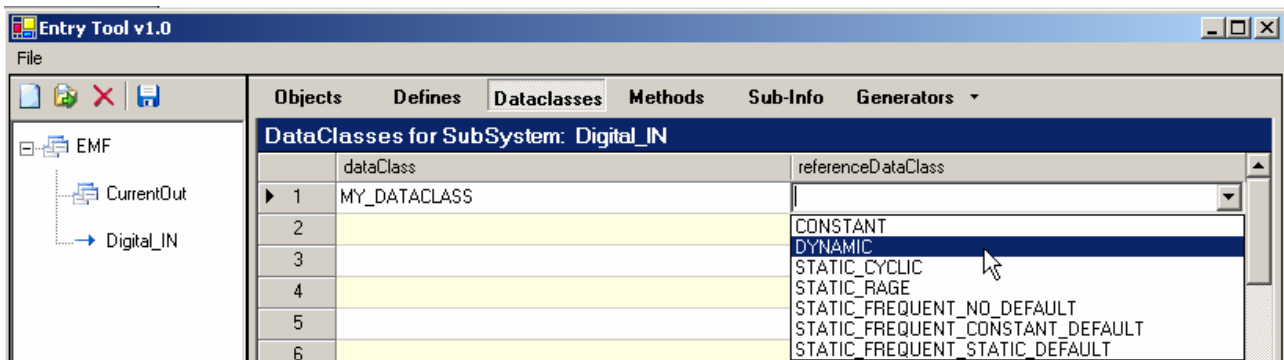 Entry Tool v1.0
File
Objects Defines Dataclasses Methods Sub-Info Generators
EMF
CurrentOut
Digital_IN
DataClasses for SubSystem: Digital_IN
dataClass referenceDataClass
1 MY_DATACLASS
2
3
4
5
6
CONSTANT
DYNAMIC
STATIC_CYCLIC
STATIC_RAGE
STATIC_FREQUENT_NO_DEFAULT
STATIC_FREQUENT_CONSTANT_DEFAULT
STATIC_FREQUENT_STATIC_DEFAULT